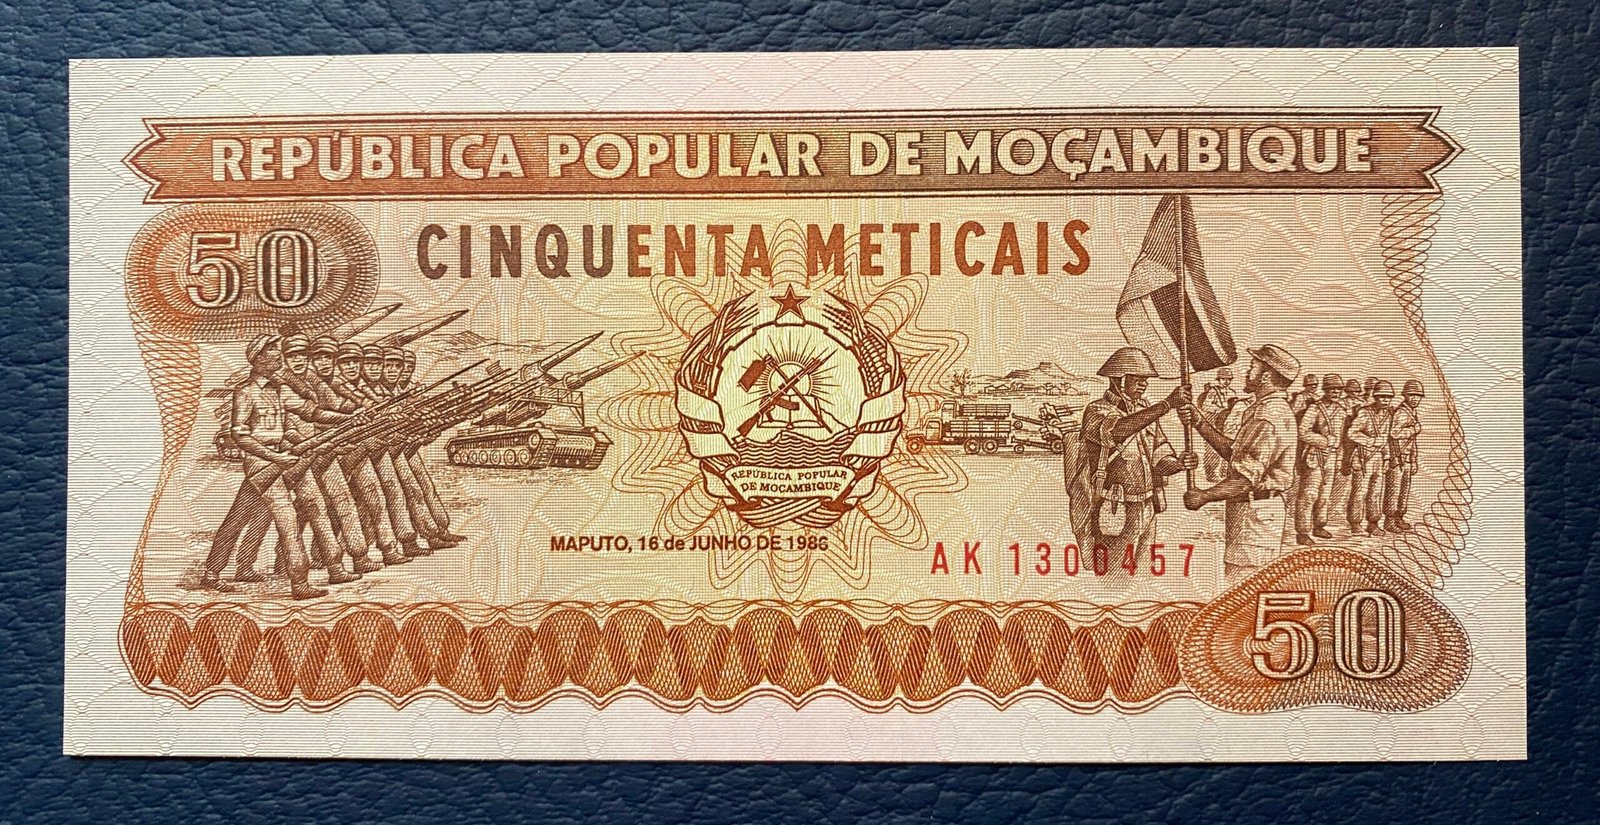 REPÚBLICA POPULAR DE MOÇAMBIQUE
50
CINQUENTA METICAIS
REPÚBLICA POPULAR
DE MOÇAMBIQUE
MAPUTO, 16 de JUNHO DE 1986
AK 1300457
50